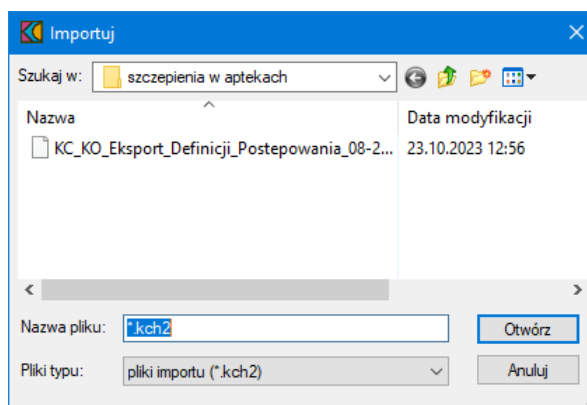 Importuj
Szukaj w: szczepienia w aptekach
Nazwa Data modyfikacji
KC_KO_Eksport_Definicji_Postepowania_08-2... 23.10.2023 12:56
Nazwa pliku: *.kch2 Otwórz
Pliki typu: pliki importu (*.kch2) Anuluj